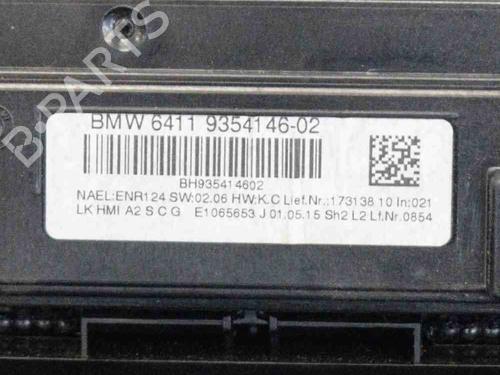 B-PARTS
BMW 6411 9354146-02
BH935414602
NAEL:ENR124 SW:02.06 HW:K.C Lief.Nr.:173138 10 In:021
LK HMI A2 S C G E1065653 J 01.05.15 Sh2 L2 Lf.Nr.0854